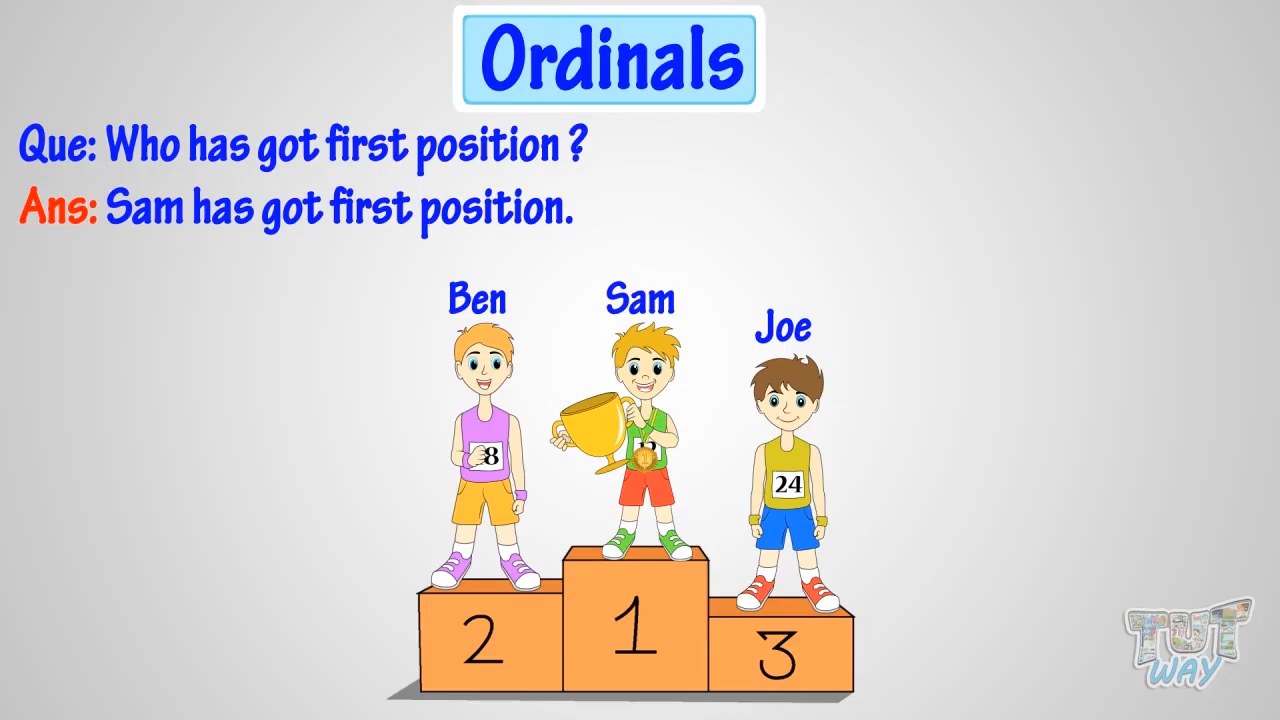 Ordinals
Que: Who has got first position ?
Ans: Sam has got first position.
Ben
Sam
Joe
8
1
24
2
1
3
TUT
WAY